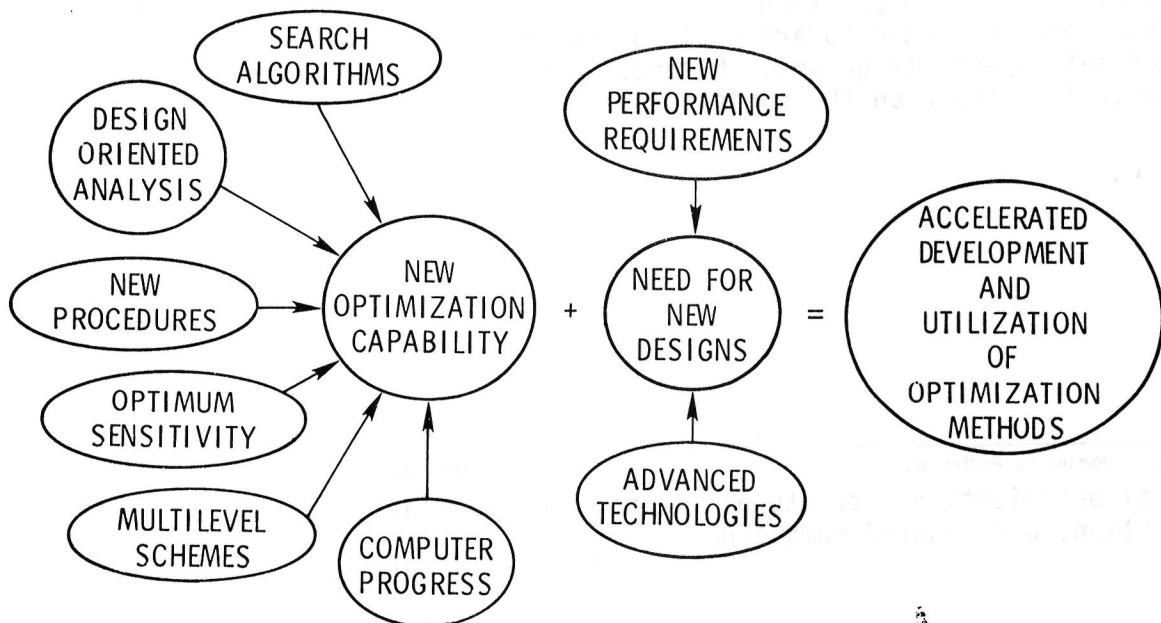 SEARCH
ALGORITHMS
DESIGN
ORIENTED
ANALYSIS
NEW
PROCEDURES
OPTIMUM
SENSITIVITY
MULTILEVEL
SCHEMES
COMPUTER
PROGRESS
NEW
OPTIMIZATION
CAPABILITY
+
NEW
PERFORMANCE
REQUIREMENTS
NEED FOR
NEW
DESIGNS
ADVANCED
TECHNOLOGIES
=
ACCELERATED
DEVELOPMENT
AND
UTILIZATION
OF
OPTIMIZATION
METHODS